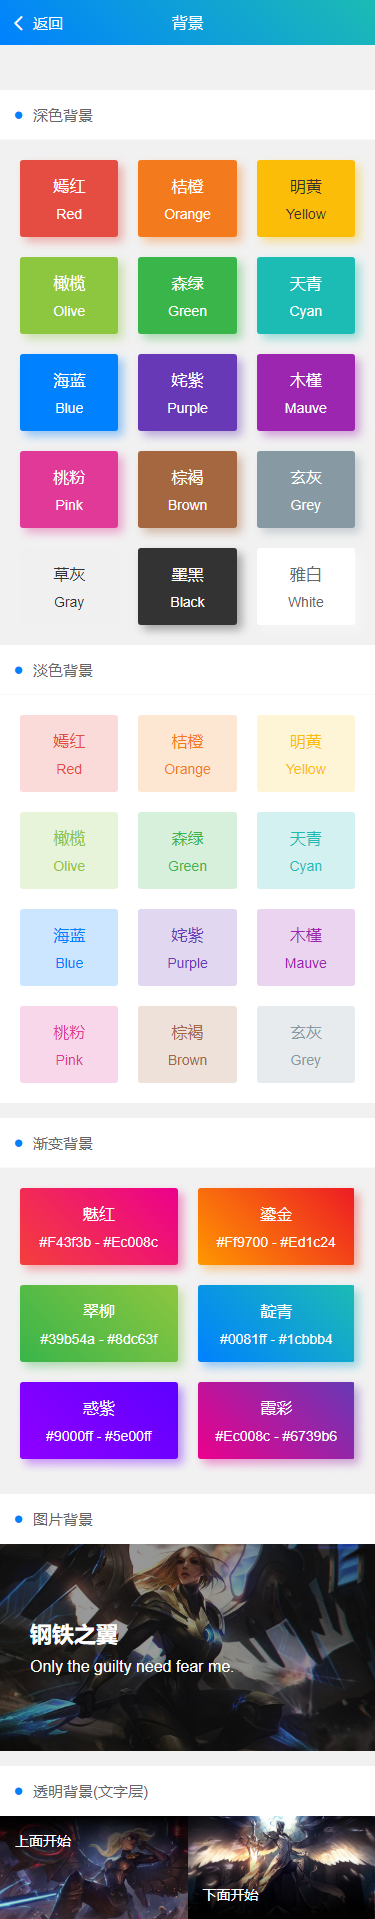 返回
背景
深色背景
嫣红
Red
桔橙
Orange
明黄
Yellow
橄榄
Olive
森绿
Green
天青
Cyan
海蓝
Blue
姹紫
Purple
木槿
Mauve
桃粉
Pink
棕褐
Brown
玄灰
Grey
草灰
Gray
墨黑
Black
雅白
White
淡色背景
嫣红
Red
桔橙
Orange
明黄
Yellow
橄榄
Olive
森绿
Green
天青
Cyan
海蓝
Blue
姹紫
Purple
木槿
Mauve
桃粉
Pink
棕褐
Brown
玄灰
Grey
渐变背景
魅红
#F43f3b - #Ec008c
鎏金
#Ff9700 - #Ed1c24
翠柳
#39b54a - #8dc63f
靛青
#0081ff - #1cbbb4
惑紫
#9000ff - #5e00ff
霞彩
#Ec008c - #6739b6
图片背景
钢铁之翼
Only the guilty need fear me.
透明背景(文字层)
上面开始
下面开始